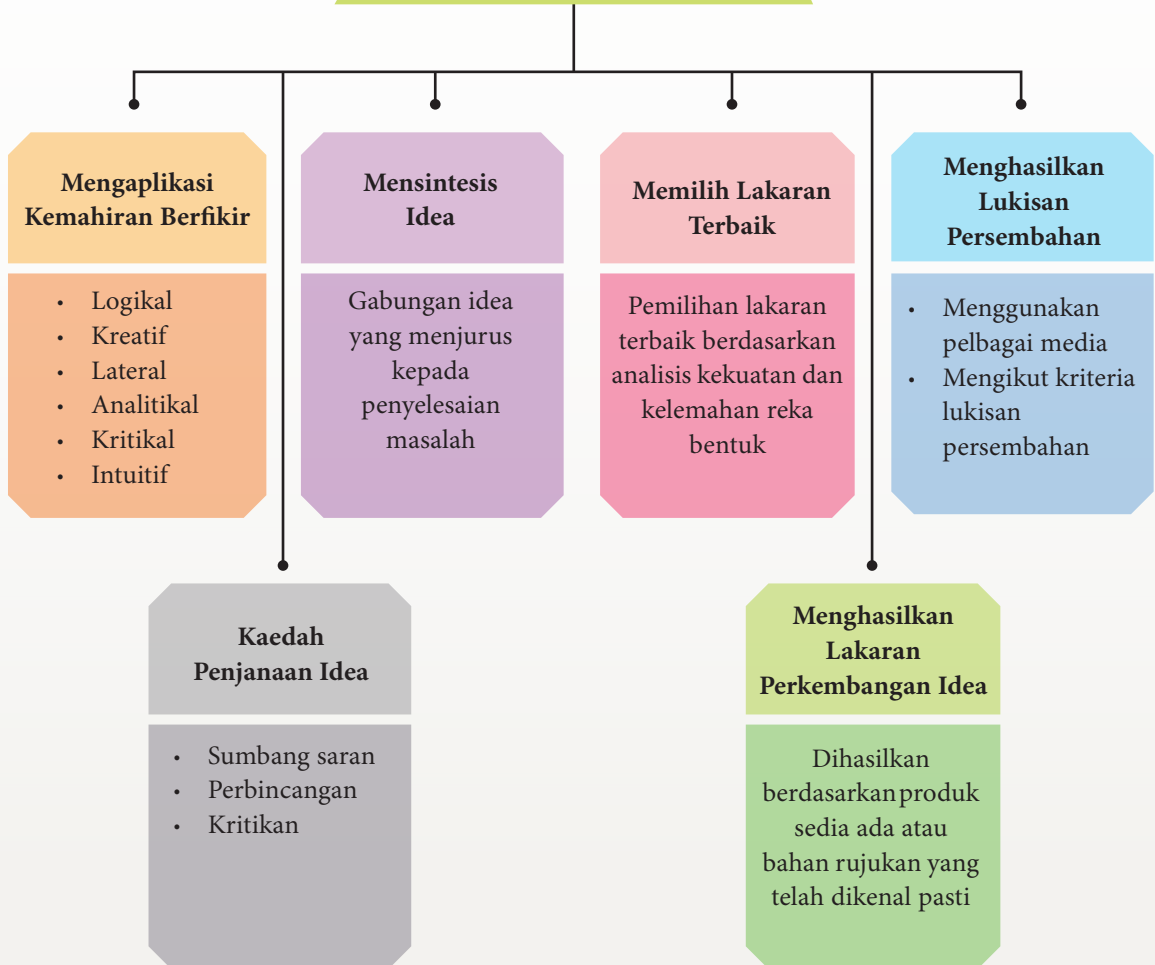 Mengaplikasi
Kemahiran Berfikir
• Logikal
• Kreatif
• Lateral
• Analitikal
• Kritikal
• Intuitif
Mensintesis
Idea
Gabungan idea
yang menjurus
kepada
penyelesaian
masalah
Memilih Lakaran
Terbaik
Pemilihan lakaran
terbaik berdasarkan
analisis kekuatan dan
kelemahan reka
bentuk
Menghasilkan
Lukisan
Persembahan
• Menggunakan
pelbagai media
• Mengikut kriteria
lukisan
persembahan
Kaedah
Penjanaan Idea
• Sumbang saran
• Perbincangan
• Kritikan
Menghasilkan
Lakaran
Perkembangan Idea
Dihasilkan
berdasarkan produk
sedia ada atau
bahan rujukan yang
telah dikenal pasti